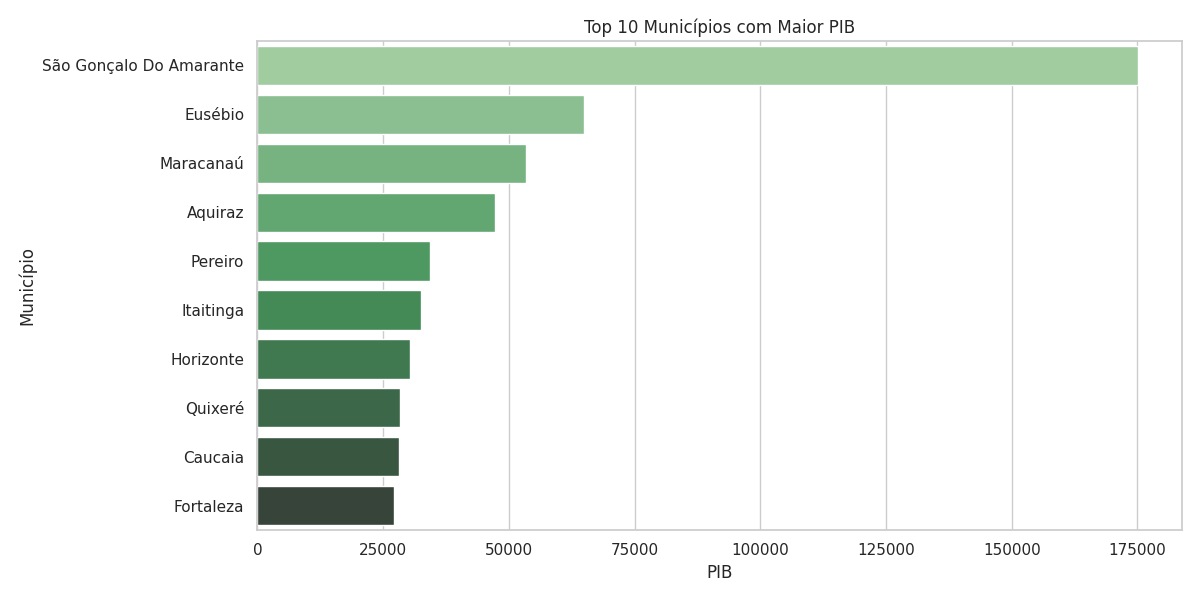 Top 10 Municípios com Maior PIB
Município
São Gonçalo Do Amarante
Eusébio
Maracanaú
Aquiraz
Pereiro
Itaitinga
Horizonte
Quixeré
Caucaia
Fortaleza
0 25000 50000 75000 100000 125000 150000 175000
PIB